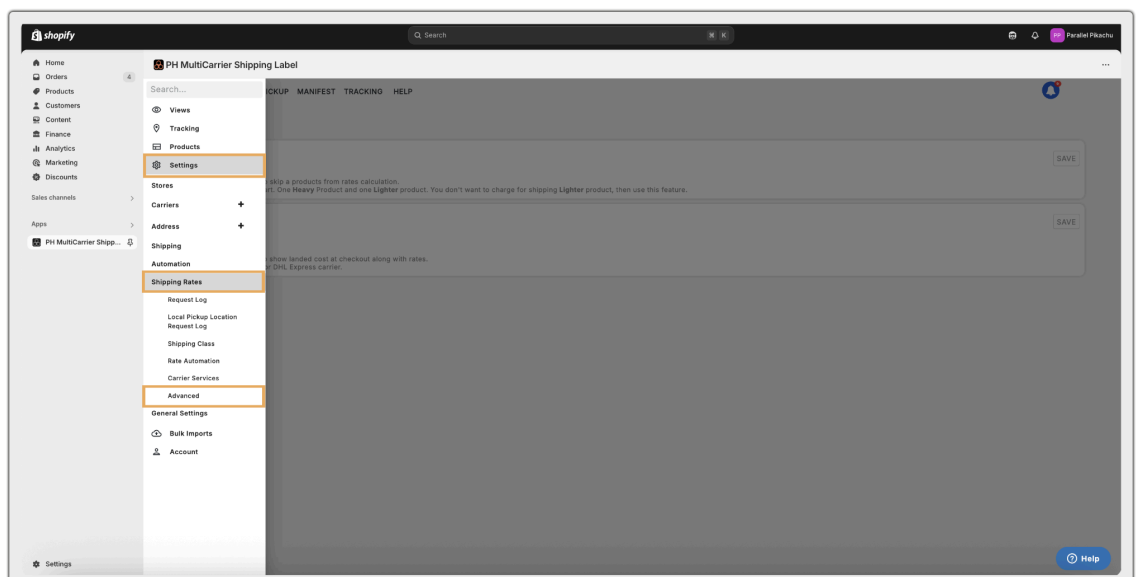 shopify
Search
⌘ K
PP
Parallel Pikachu
Home
Orders 4
Products
Customers
Content
Finance
Analytics
Marketing
Discounts
Sales channels
Apps
PH MultiCarrier Shipp...
Settings
PH MultiCarrier Shipping Label
Search...
Views
Tracking
Products
Settings
Stores
Carriers +
Address +
Shipping
Automation
Shipping Rates
Request Log
Local Pickup Location
Request Log
Shipping Class
Rate Automation
Carrier Services
Advanced
General Settings
Bulk Imports
Account
ICKUP MANIFEST TRACKING HELP
SAVE
skip a products from rates calculation.
rt. One Heavy Product and one Lighter product. You don't want to charge for shipping Lighter product, then use this feature.
SAVE
show landed cost at checkout along with rates.
or DHL Express carrier.
Help